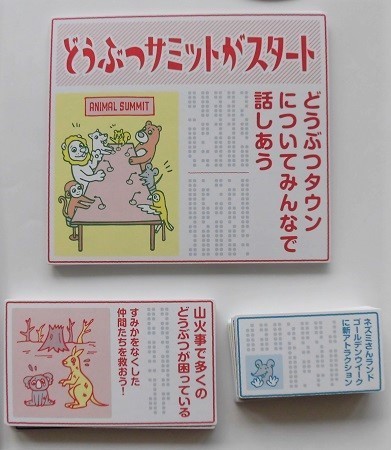 どうぶつサミットがスタート
ANIMAL SUMMIT
どうぶつタウン
についてみんなで
話しあう
山火事で多くの
どうぶつが困っている
すみかをなくした
仲間たちを救おう!
ネズミさんランド
ゴールデンウイーク
に新アトラクション